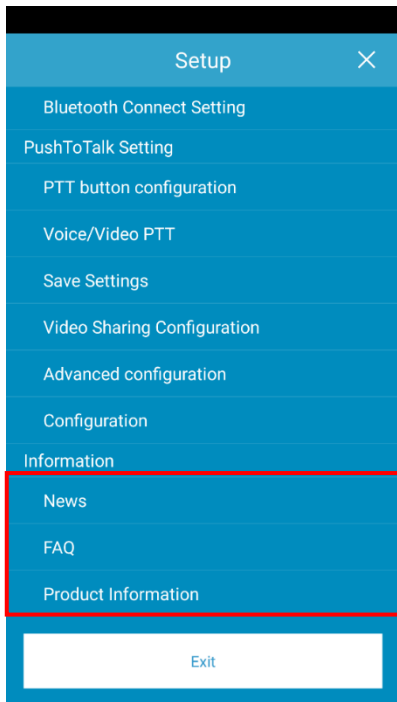 Setup
Bluetooth Connect Setting
PushToTalk Setting
PTT button configuration
Voice/Video PTT
Save Settings
Video Sharing Configuration
Advanced configuration
Configuration
Information
News
FAQ
Product Information
Exit